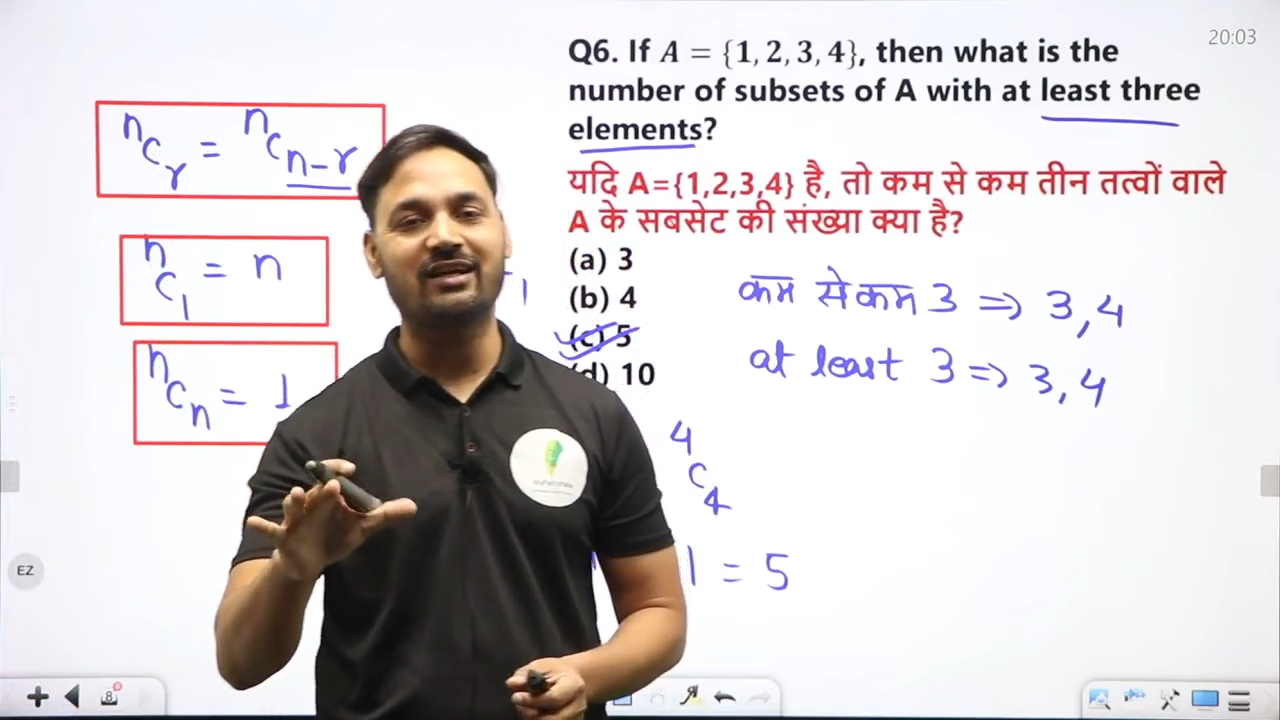 20:03
Q6. If A = {1, 2, 3, 4}, then what is the
number of subsets of A with at least three
elements?
यदि A={1,2,3,4} है, तो कम से कम तीन तत्वों वाले
A के सबसेट की संख्या क्या है?
(a) 3
(b) 4
(c) 5
(d) 10
ⁿCᵣ = ⁿCₙ₋ᵣ
ⁿC₁ = n
ⁿCₙ = 1
कम से कम 3 ⇒ 3, 4
at least 3 ⇒ 3, 4
⁴C₄
1 = 5
EZ